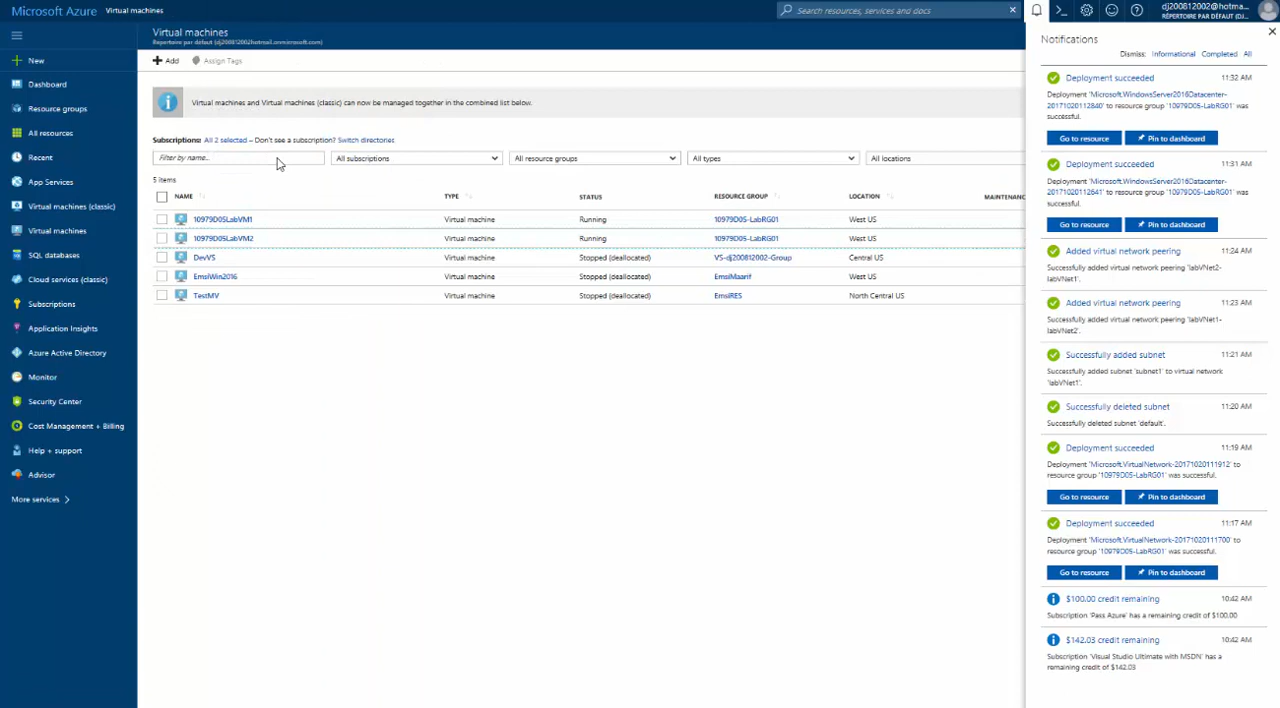 Microsoft Azure Virtual machines
Search resources, services and docs
dj200812002@hotma...
RÉPERTOIRE PAR DÉFAUT (DJ...
New
Dashboard
Resource groups
All resources
Recent
App Services
Virtual machines (classic)
Virtual machines
SQL databases
Cloud services (classic)
Subscriptions
Application Insights
Azure Active Directory
Monitor
Security Center
Cost Management + Billing
Help + support
Advisor
More services
Virtual machines
Répertoire par défaut (dj200812002hotmail.onmicrosoft.com)
Add Assign Tags
Virtual machines and Virtual machines (classic) can now be managed together in the combined list below.
Subscriptions: All 2 selected – Don't see a subscription? Switch directories
Filter by name... All subscriptions All resource groups All types All locations
5 items
NAME TYPE STATUS RESOURCE GROUP LOCATION MAINTENANC
10979D05LabVM1 Virtual machine Running 10979D05-LabRG01 West US
10979D05LabVM2 Virtual machine Running 10979D05-LabRG01 West US
DevVS Virtual machine Stopped (deallocated) VS-dj200812002-Group Central US
EmsiWin2016 Virtual machine Stopped (deallocated) EmsiMaarif West US
TestMV Virtual machine Stopped (deallocated) EmsiRES North Central US
Notifications
Dismiss: Informational Completed All
Deployment succeeded 11:32 AM
Deployment 'Microsoft.WindowsServer2016Datacenter-
20171020112840' to resource group '10979D05-LabRG01' was
successful.
Go to resource Pin to dashboard
Deployment succeeded 11:31 AM
Deployment 'Microsoft.WindowsServer2016Datacenter-
20171020112641' to resource group '10979D05-LabRG01' was
successful.
Go to resource Pin to dashboard
Added virtual network peering 11:24 AM
Successfully added virtual network peering 'labVNet2-
labVNet1'.
Added virtual network peering 11:23 AM
Successfully added virtual network peering 'labVNet1-
labVNet2'.
Successfully added subnet 11:21 AM
Successfully added subnet 'subnet1' to virtual network
'labVNet1'.
Successfully deleted subnet 11:20 AM
Successfully deleted subnet 'default'.
Deployment succeeded 11:19 AM
Deployment 'Microsoft.VirtualNetwork-20171020111912' to
resource group '10979D05-LabRG01' was successful.
Go to resource Pin to dashboard
Deployment succeeded 11:17 AM
Deployment 'Microsoft.VirtualNetwork-20171020111700' to
resource group '10979D05-LabRG01' was successful.
Go to resource Pin to dashboard
$100.00 credit remaining 10:42 AM
Subscription 'Pass Azure' has a remaining credit of $100.00
$142.03 credit remaining 10:42 AM
Subscription 'Visual Studio Ultimate with MSDN' has a
remaining credit of $142.03